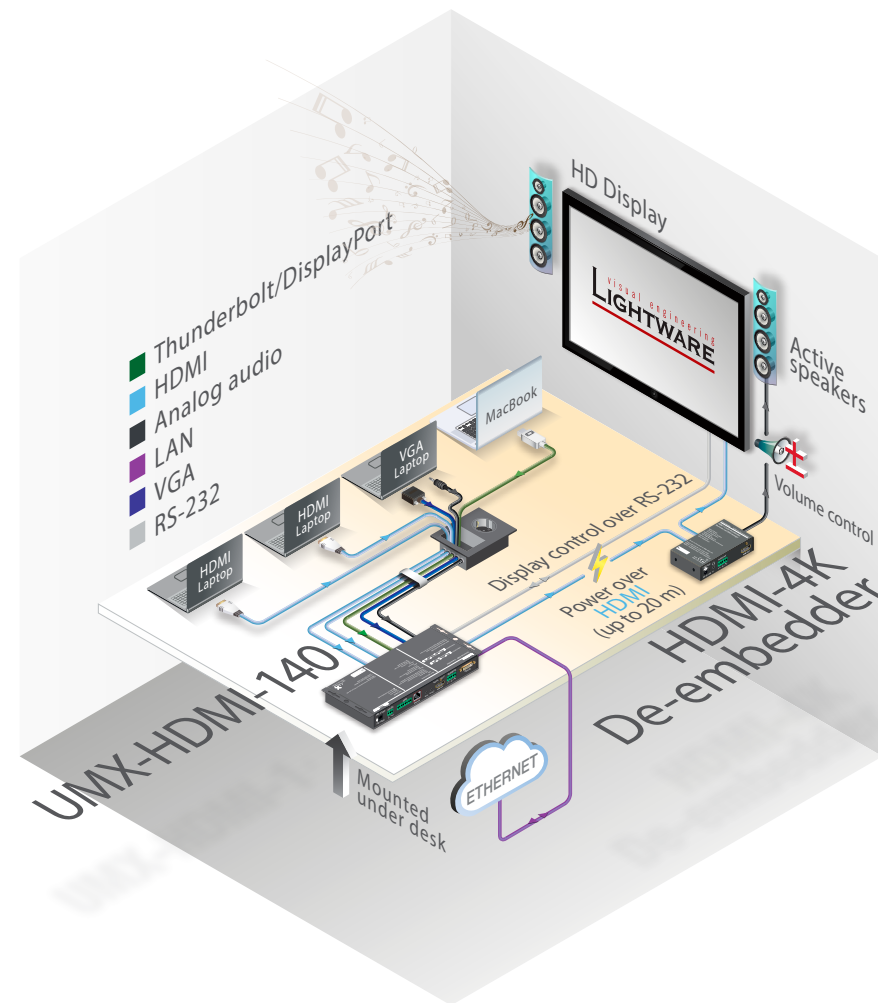 HD Display
visual engineering
LIGHTWARE
Active
speakers
Volume control
Thunderbolt/DisplayPort
HDMI
Analog audio
LAN
VGA
RS-232
MacBook
VGA
Laptop
HDMI
Laptop
HDMI
Laptop
Display control over RS-232
Power over
HDMI
(up to 20 m)
HDMI-4K
De-embedder
UMX-HDMI-140
Mounted
under desk
ETHERNET